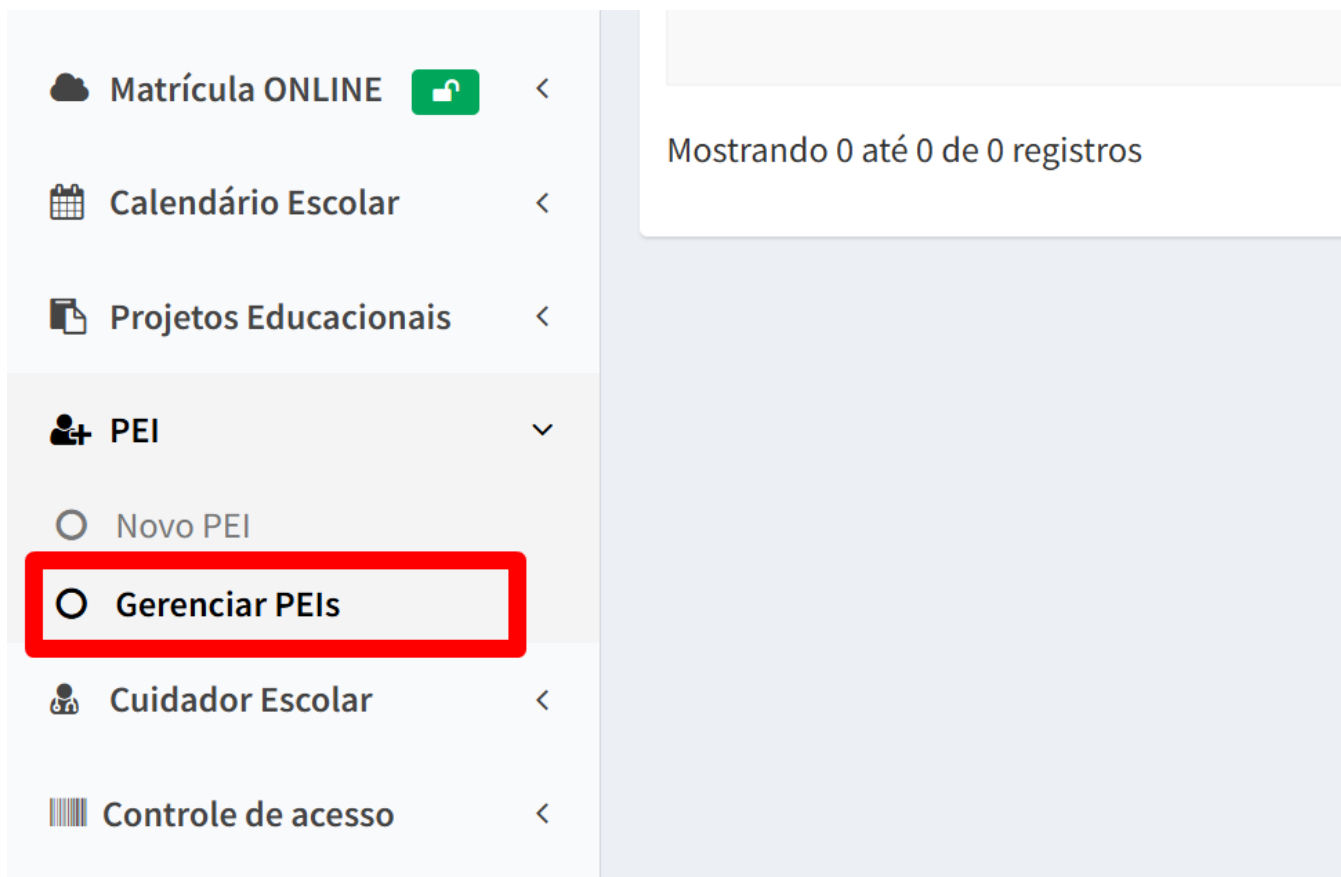 Matrícula ONLINE
Mostrando 0 até 0 de 0 registros
Calendário Escolar
Projetos Educacionais
PEI
Novo PEI
Gerenciar PEIs
Cuidador Escolar
Controle de acesso